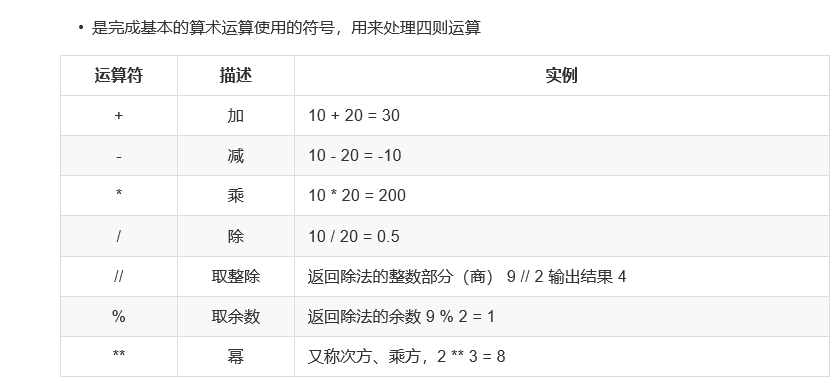 • 是完成基本的算术运算使用的符号，用来处理四则运算
运算符 描述 实例
+ 加 10 + 20 = 30
- 减 10 - 20 = -10
* 乘 10 * 20 = 200
/ 除 10 / 20 = 0.5
// 取整除 返回除法的整数部分（商） 9 // 2 输出结果 4
% 取余数 返回除法的余数 9 % 2 = 1
** 幂 又称次方、乘方，2 ** 3 = 8